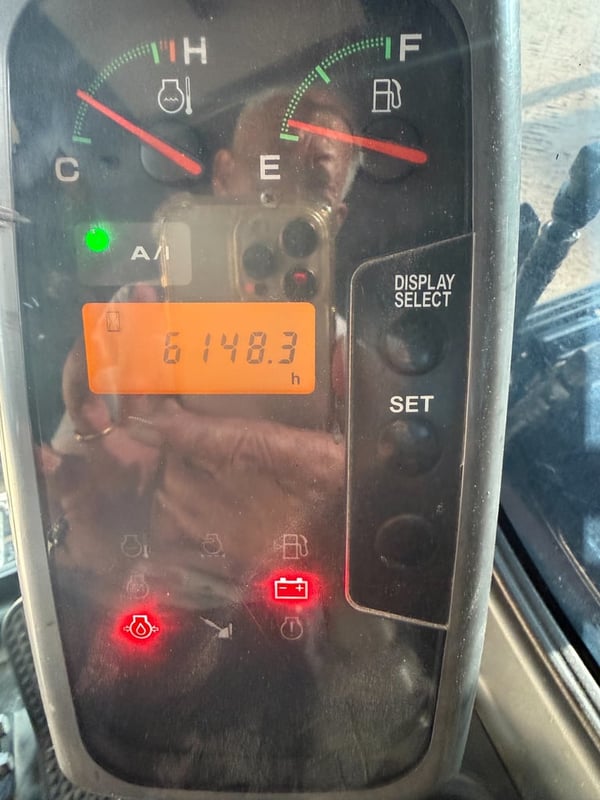 H
F
C
E
A/I
DISPLAY
SELECT
6148.3
h
SET